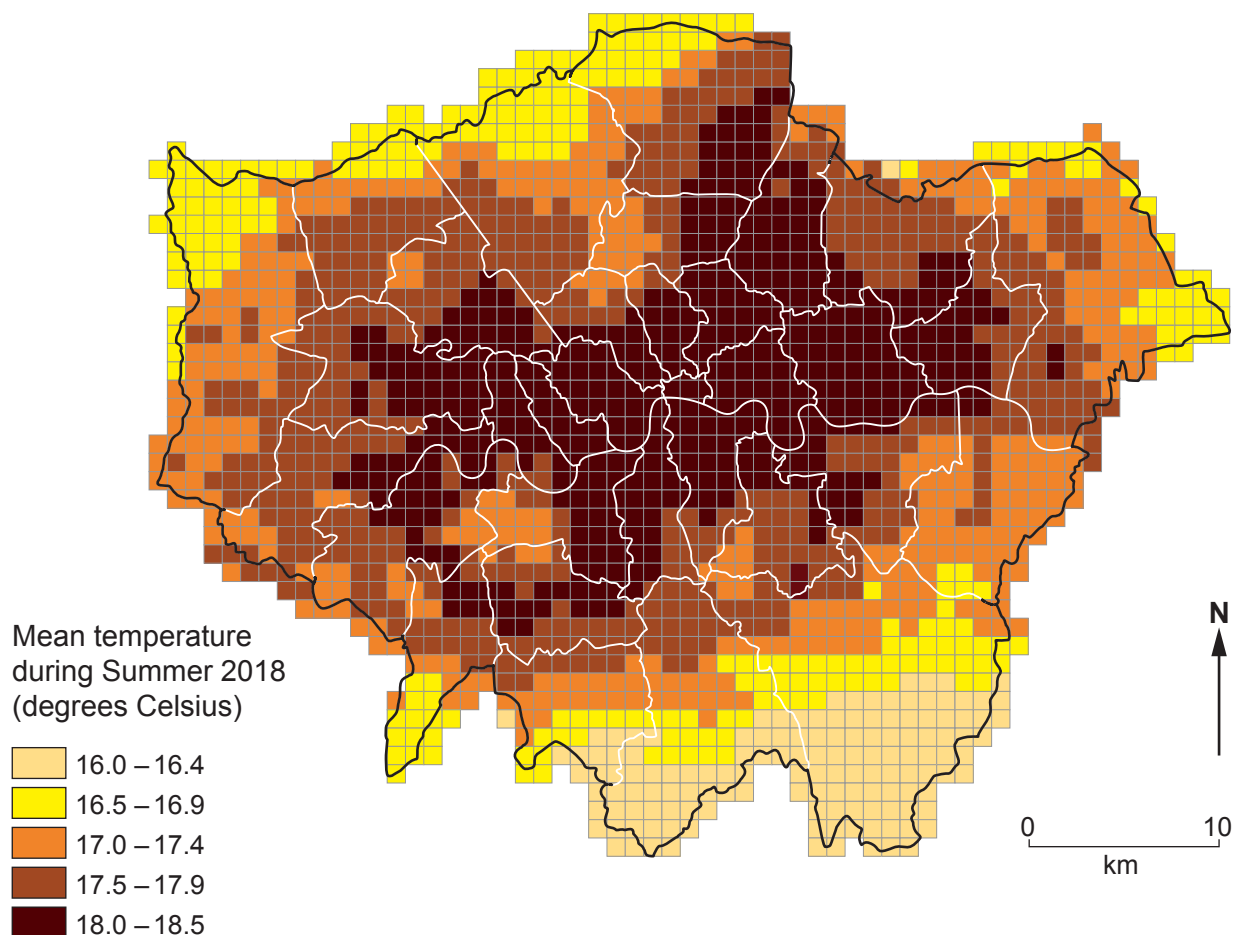 Mean temperature
during Summer 2018
(degrees Celsius)
16.0 – 16.4
16.5 – 16.9
17.0 – 17.4
17.5 – 17.9
18.0 – 18.5
N
0 10
km